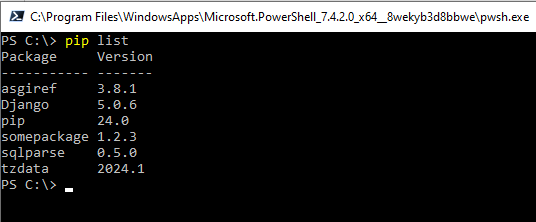 C:\Program Files\WindowsApps\Microsoft.PowerShell_7.4.2.0_x64__8wekyb3d8bbwe\pwsh.exe
PS C:\> pip list
Package     Version
----------- -------
asgiref     3.8.1
Django      5.0.6
pip         24.0
somepackage 1.2.3
sqlparse    0.5.0
tzdata      2024.1
PS C:\>